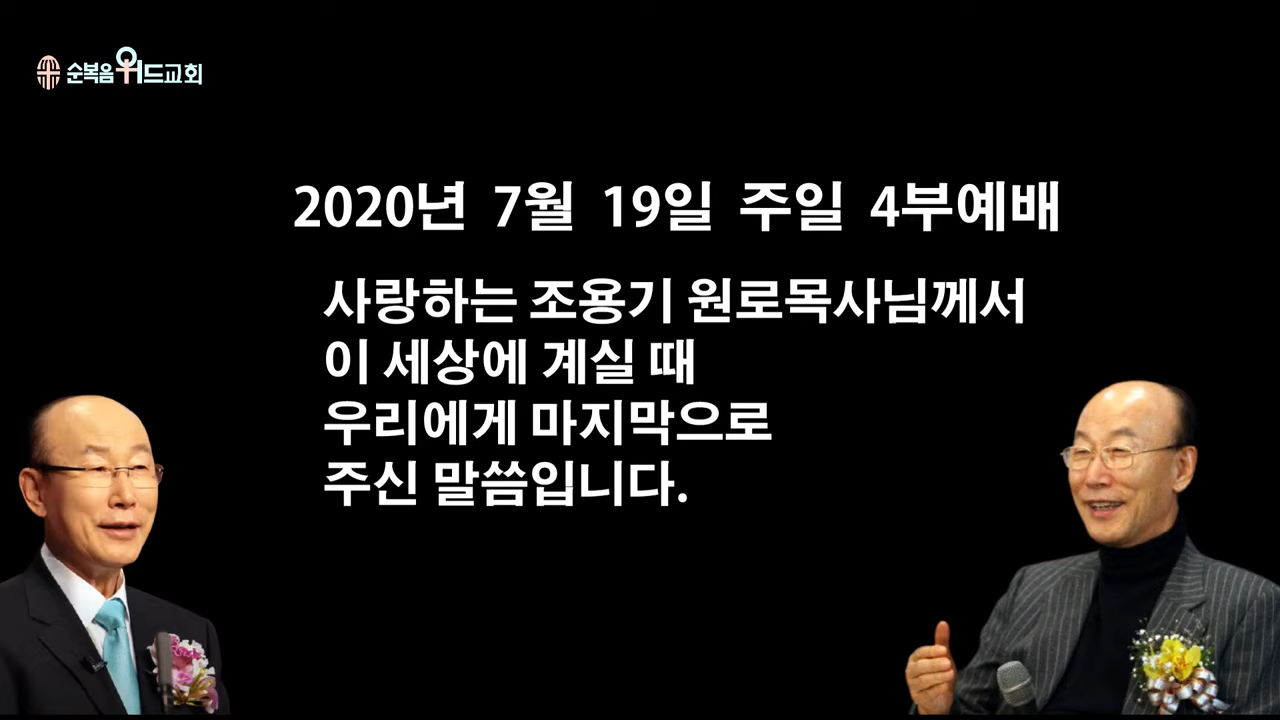 순복음위드교회
2020년 7월 19일 주일 4부예배
사랑하는 조용기 원로목사님께서
이 세상에 계실 때
우리에게 마지막으로
주신 말씀입니다.